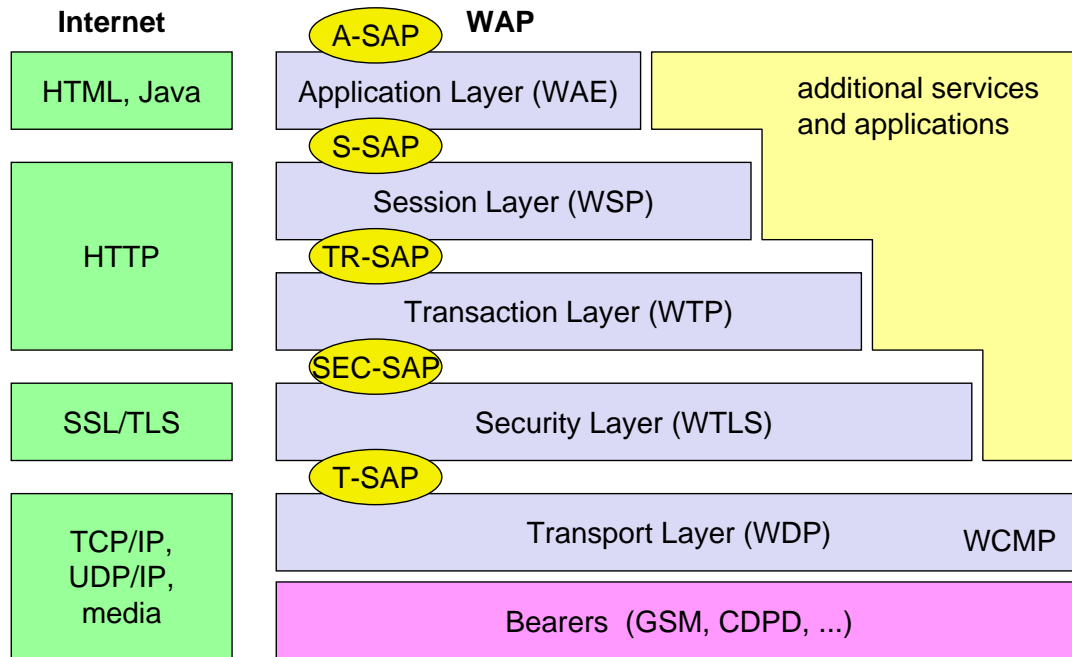 Internet
WAP
A-SAP
HTML, Java
Application Layer (WAE)
additional services
and applications
S-SAP
HTTP
Session Layer (WSP)
TR-SAP
Transaction Layer (WTP)
SEC-SAP
SSL/TLS
Security Layer (WTLS)
T-SAP
TCP/IP,
UDP/IP,
media
Transport Layer (WDP)
WCMP
Bearers (GSM, CDPD, ...)